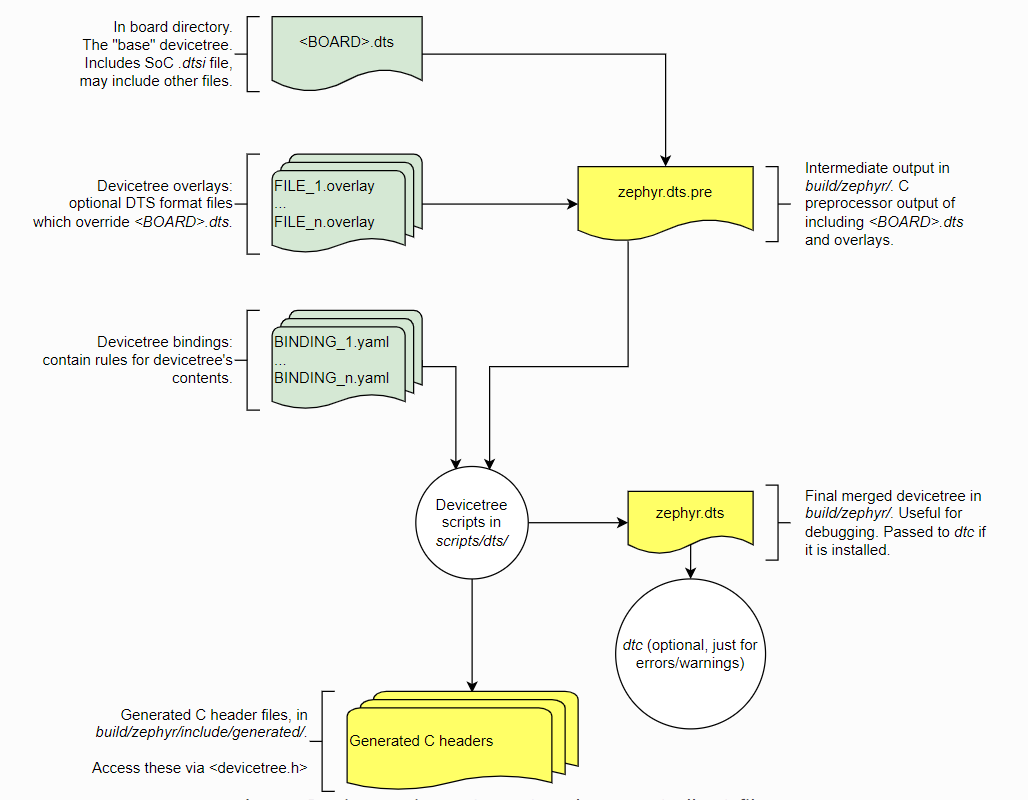 In board directory.
The "base" devicetree.
Includes SoC .dtsi file,
may include other files.
<BOARD>.dts
Devicetree overlays:
optional DTS format files
which override <BOARD>.dts.
FILE_1.overlay
...
FILE_n.overlay
zephyr.dts.pre
Intermediate output in
build/zephyr/. C
preprocessor output of
including <BOARD>.dts
and overlays.
Devicetree bindings:
contain rules for devicetree's
contents.
BINDING_1.yaml
...
BINDING_n.yaml
Devicetree
scripts in
scripts/dts/
zephyr.dts
Final merged devicetree in
build/zephyr/. Useful for
debugging. Passed to dtc if
it is installed.
dtc (optional, just for
errors/warnings)
Generated C header files, in
build/zephyr/include/generated/.
Access these via <devicetree.h>
Generated C headers